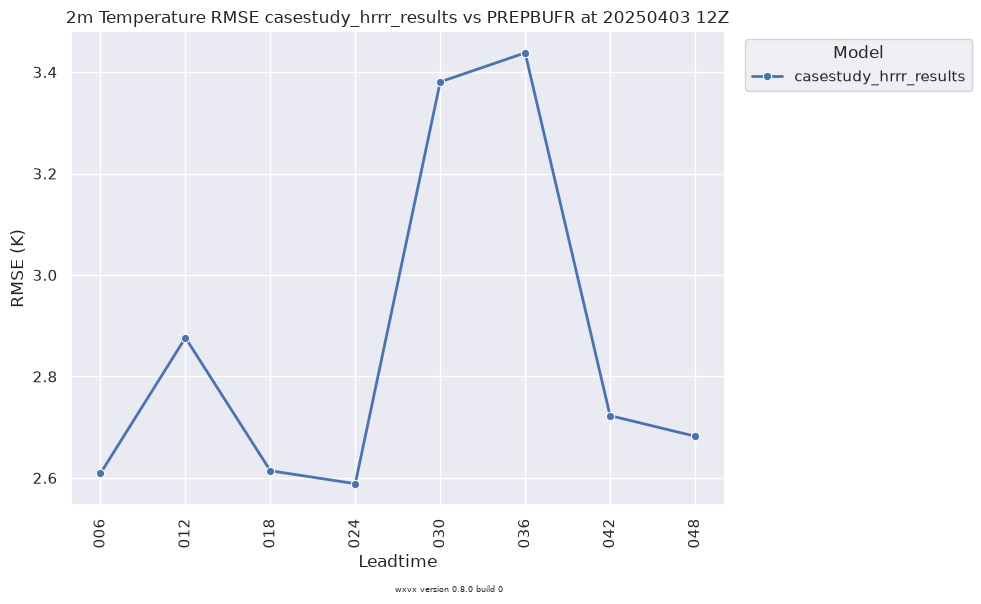 2m Temperature RMSE casestudy_hrrr_results vs PREPBUFR at 20250403 12Z
Model
casestudy_hrrr_results
RMSE (K)
3.4
3.2
3.0
2.8
2.6
006
012
018
024
030
036
042
048
Leadtime
wxvx version 0.8.0 build 0